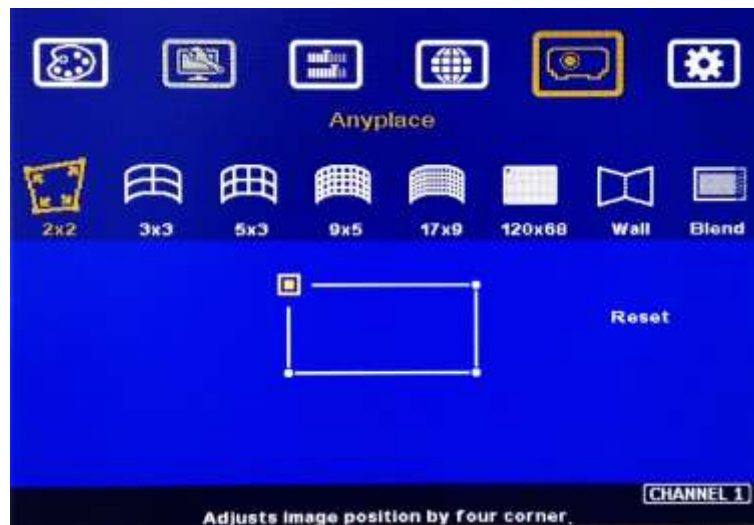 Anyplace
2x2 3x3 5x3 9x5 17x9 120x68 Wall Blend
Reset
CHANNEL 1
Adjusts image position by four corner.